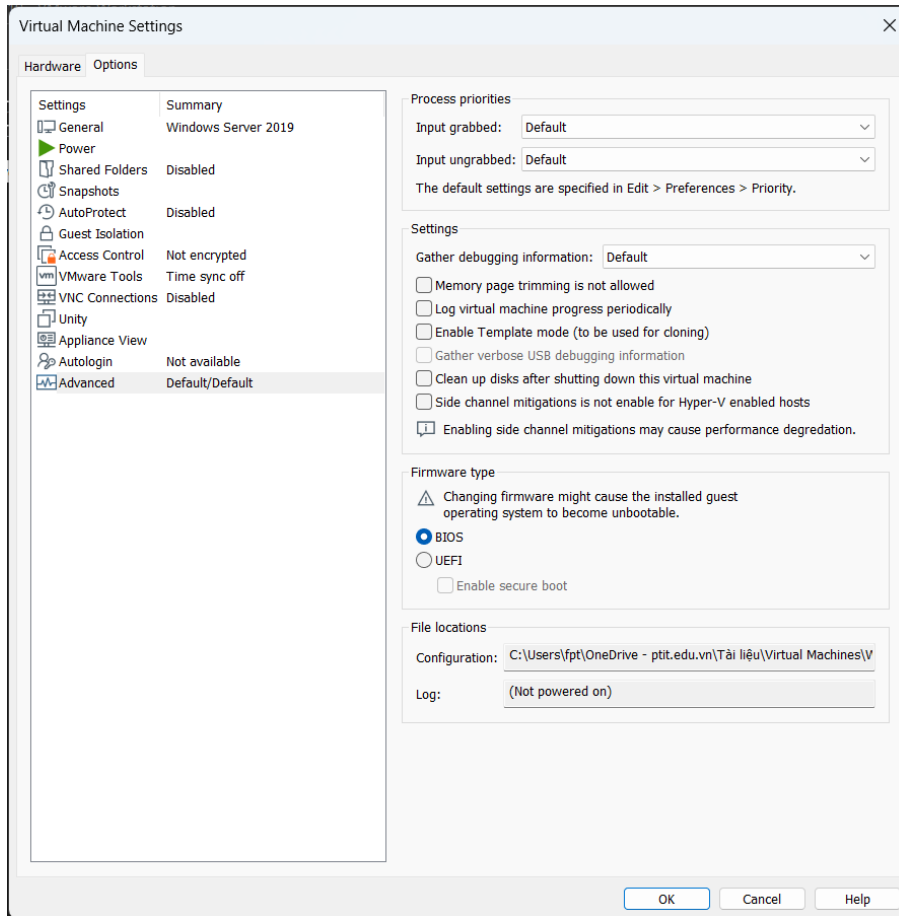 Virtual Machine Settings
Hardware
Options
Settings Summary
General Windows Server 2019
Power
Shared Folders Disabled
Snapshots
AutoProtect Disabled
Guest Isolation
Access Control Not encrypted
vm VMware Tools Time sync off
VNC Connections Disabled
Unity
Appliance View
Autologin Not available
Advanced Default/Default
Process priorities
Input grabbed: Default
Input ungrabbed: Default
The default settings are specified in Edit > Preferences > Priority.
Settings
Gather debugging information: Default
Memory page trimming is not allowed
Log virtual machine progress periodically
Enable Template mode (to be used for cloning)
Gather verbose USB debugging information
Clean up disks after shutting down this virtual machine
Side channel mitigations is not enable for Hyper-V enabled hosts
Enabling side channel mitigations may cause performance degredation.
Firmware type
Changing firmware might cause the installed guest
operating system to become unbootable.
BIOS
UEFI
Enable secure boot
File locations
Configuration: C:\Users\fpt\OneDrive - ptit.edu.vn\Tài liệu\Virtual Machines\
Log: (Not powered on)
OK Cancel Help